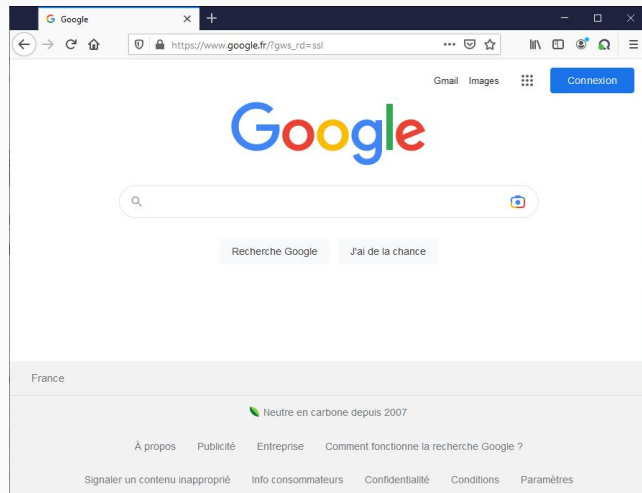 Google
https://www.google.fr/?gws_rd=ssl
Gmail Images Connexion
Google
Recherche Google J'ai de la chance
France
Neutre en carbone depuis 2007
À propos Publicité Entreprise Comment fonctionne la recherche Google ?
Signaler un contenu inapproprié Info consommateurs Confidentialité Conditions Paramètres